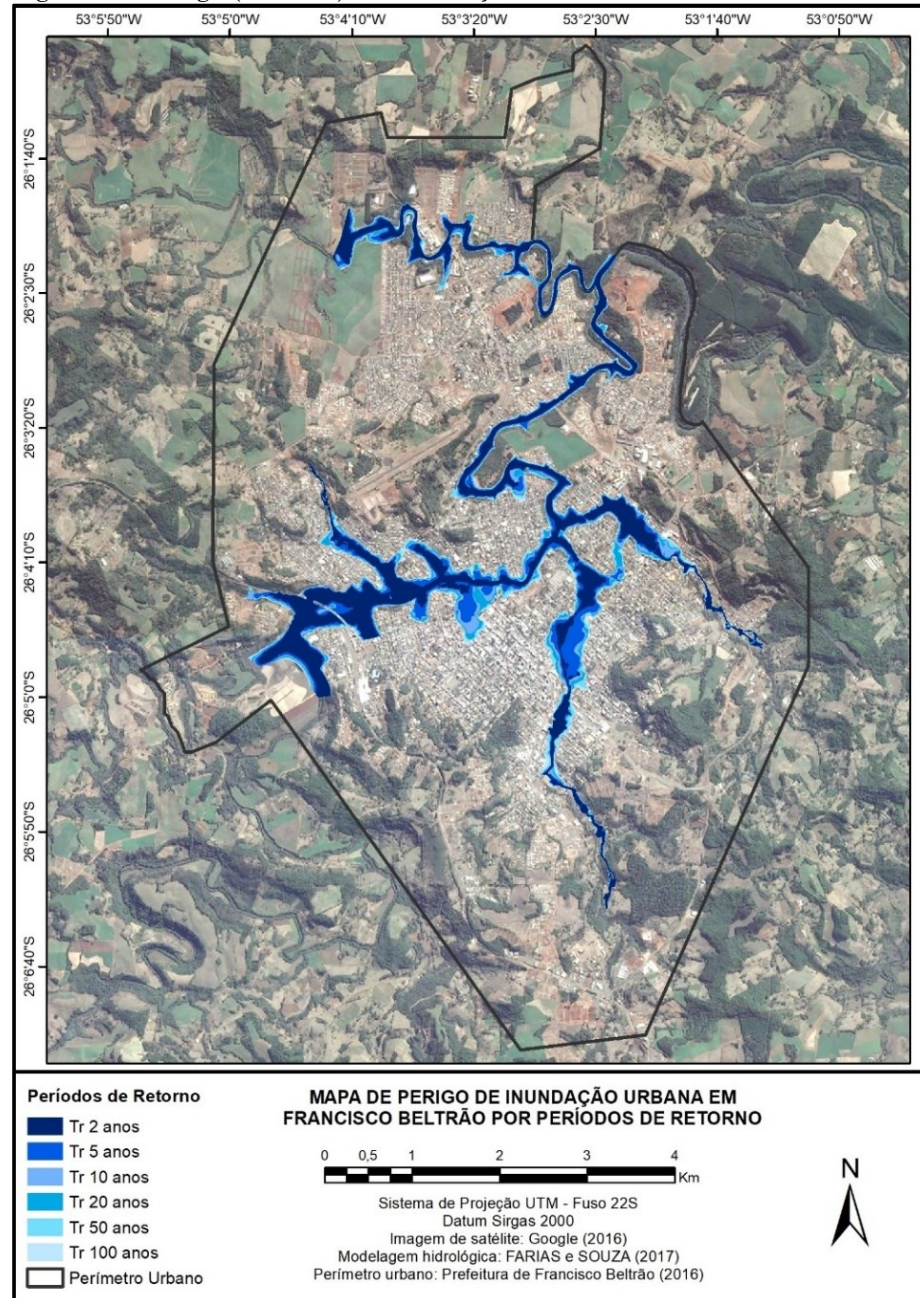 53°5'50"O 53°5'0"O 53°4'10"O 53°3'20"O 53°2'30"O 53°1'40"O 53°0'50"O
26°1'40"S
26°2'30"S
26°3'20"S
26°4'10"S
26°5'0"S
26°5'50"S
26°6'40"S
Períodos de Retorno
Tr 2 anos
Tr 5 anos
Tr 10 anos
Tr 20 anos
Tr 50 anos
Tr 100 anos
Perímetro Urbano
MAPA DE PERIGO DE INUNDAÇÃO URBANA EM
FRANCISCO BELTRÃO POR PERÍODOS DE RETORNO
0 0,5 1 2 3 4
Km
Sistema de Projeção UTM - Fuso 22S
Datum Sirgas 2000
Imagem de satélite: Google (2016)
Modelagem hidrológica: FARIAS e SOUZA (2017)
Perímetro urbano: Prefeitura de Francisco Beltrão (2016)
N